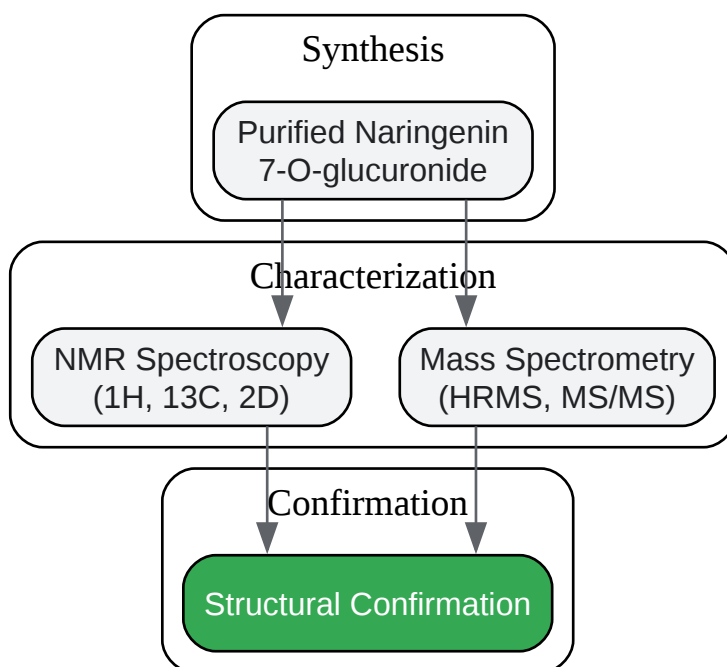 Synthesis
Purified Naringenin
7-O-glucuronide
Characterization
NMR Spectroscopy
(1H, 13C, 2D)
Mass Spectrometry
(HRMS, MS/MS)
Confirmation
Structural Confirmation